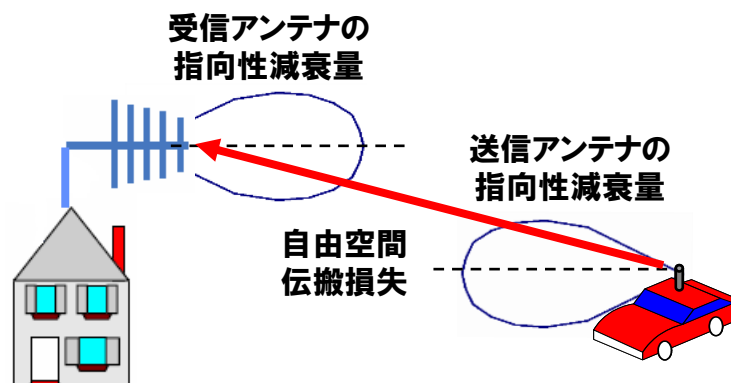 受信アンテナの
指向性減衰量
送信アンテナの
指向性減衰量
自由空間
伝搬損失